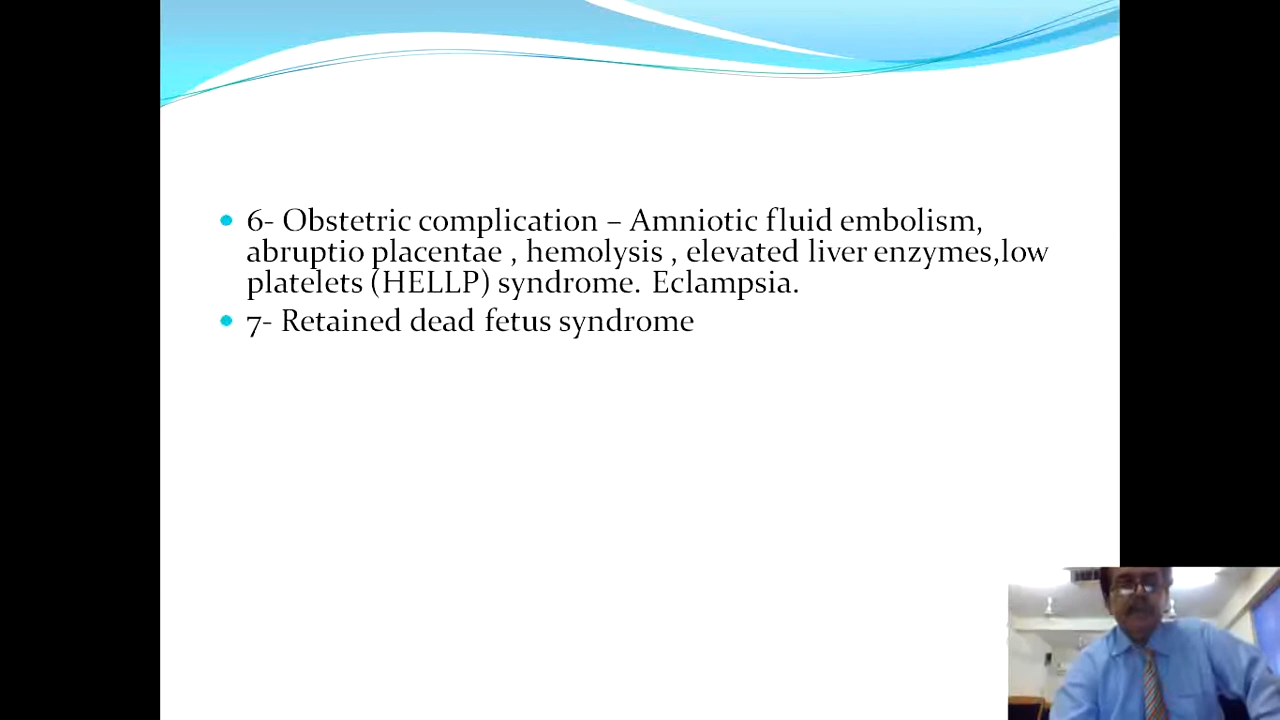 6- Obstetric complication – Amniotic fluid embolism,
abruptio placentae , hemolysis , elevated liver enzymes,low
platelets (HELLP) syndrome. Eclampsia.
7- Retained dead fetus syndrome